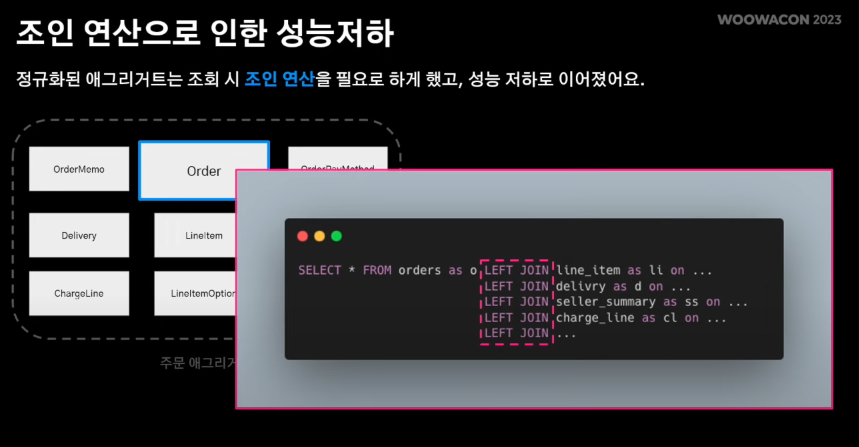 조인 연산으로 인한 성능저하
WOOWACON 2023
정규화된 애그리거트는 조회 시 조인 연산을 필요로 하게 했고, 성능 저하로 이어졌어요.
OrderMemo
Order
OrderPayMethod
Delivery
LineItem
ChargeLine
LineItemOption
주문 애그리거
SELECT * FROM orders as o LEFT JOIN line_item as li on ...
LEFT JOIN delivry as d on ...
LEFT JOIN seller_summary as ss on ...
LEFT JOIN charge_line as cl on ...
LEFT JOIN ...